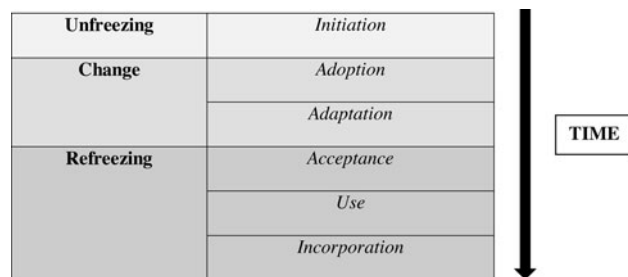 Unfreezing Initiation
Change Adoption
Adaptation
TIME
Refreezing Acceptance
Use
Incorporation